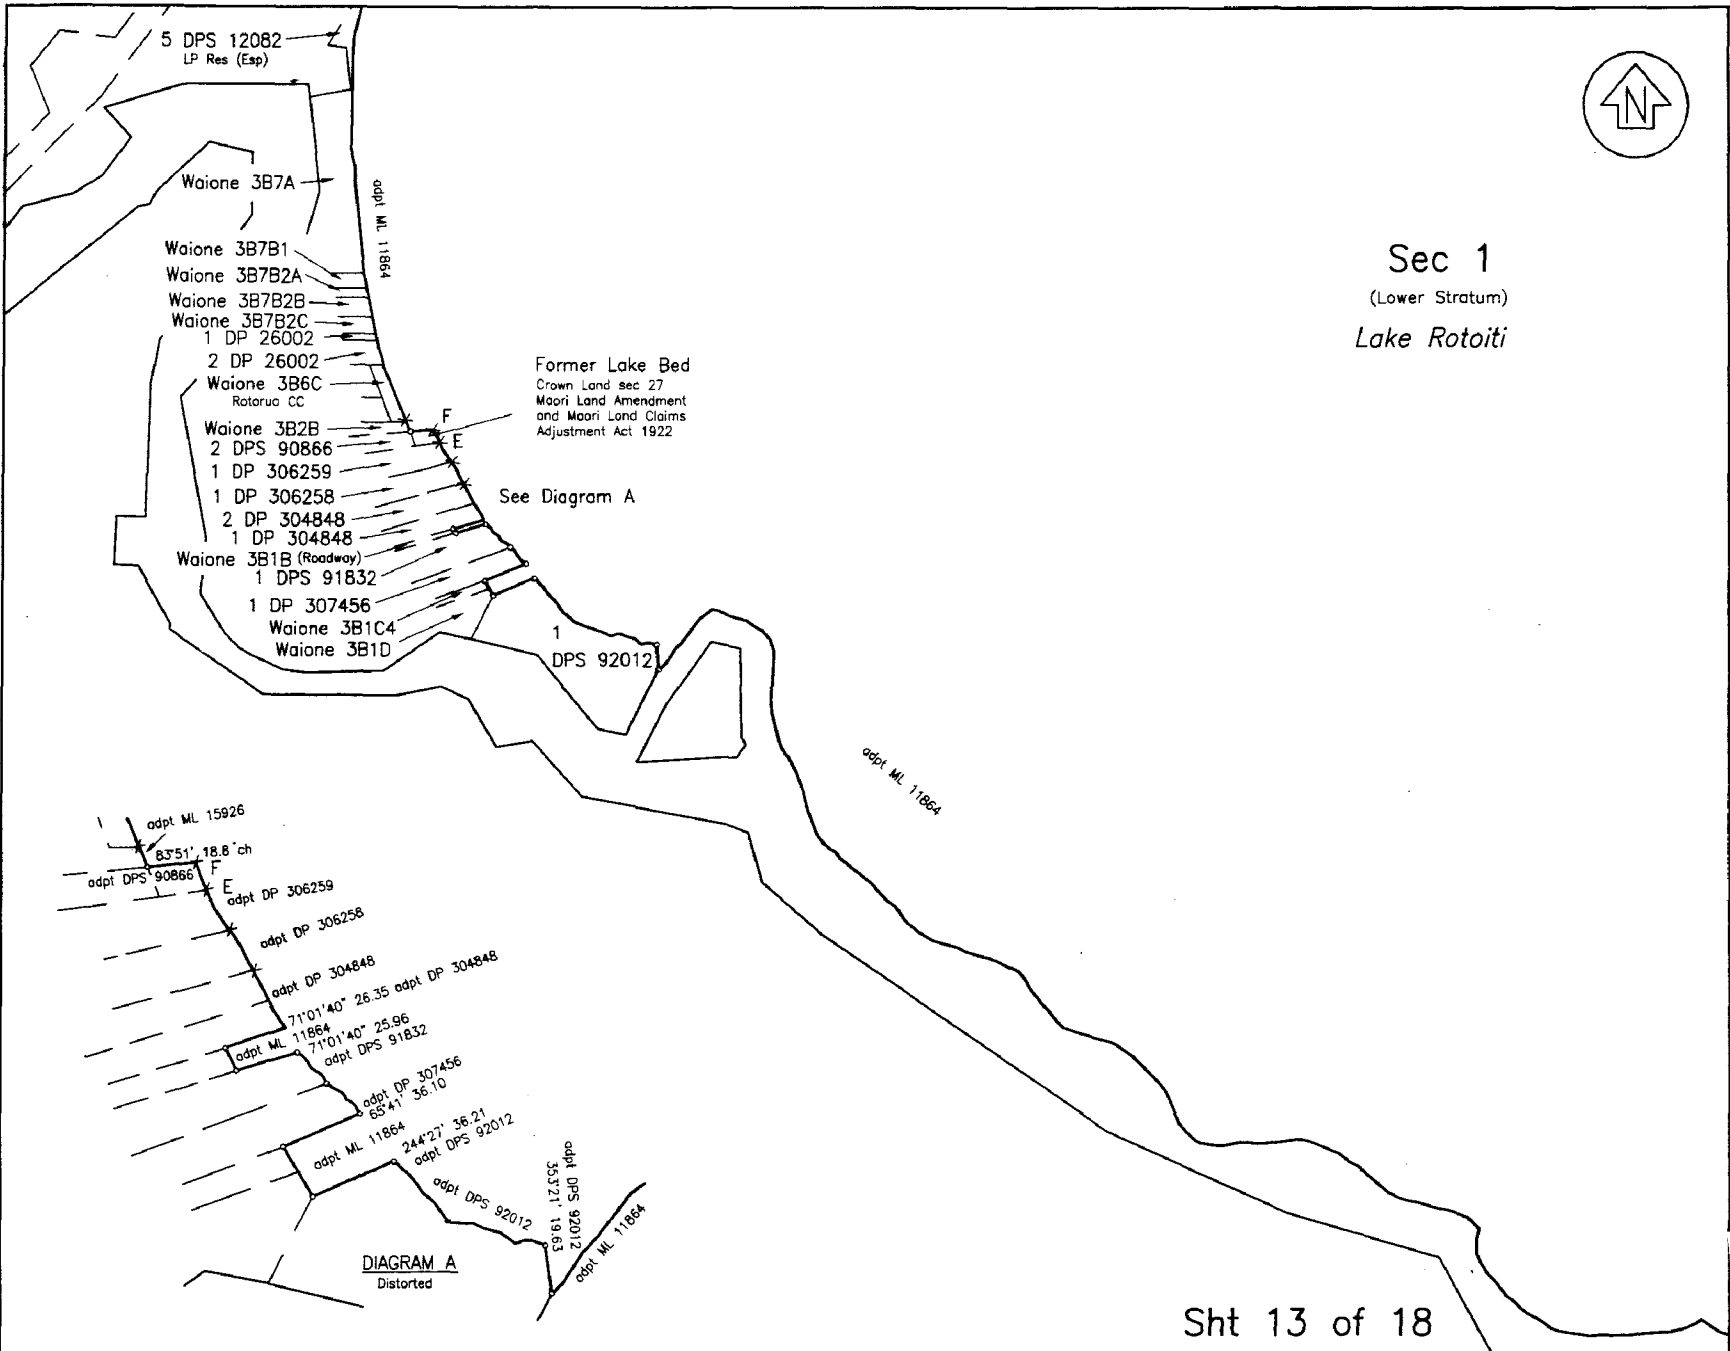 5 DPS 12082
LP Res (Esp)
N
Waione 3B7A
adpt ML 11864
Sec 1
(Lower Stratum)
Lake Rotoiti
Waione 3B7B1
Waione 3B7B2A
Waione 3B7B2B
Waione 3B7B2C
1 DP 26002
2 DP 26002
Waione 3B6C
Rotorua CC
Former Lake Bed
Crown Land sec 27
Maori Land Amendment
and Maori Land Claims
Adjustment Act 1922
F
E
Waione 3B2B
2 DPS 90866
1 DP 306259
1 DP 306258
See Diagram A
2 DP 304848
1 DP 304848
Waione 3B1B (Roadway)
1 DPS 91832
1 DP 307456
Waione 3B1C4
Waione 3B1D
1
DPS 92012
adpt ML 11864
adpt ML 15926
83°51' 18.8 ch
adpt DPS 90866
F
E
adpt DP 306259
adpt DP 306258
adpt DP 304848
71°01'40" 26.35 adpt DP 304848
adpt ML 11864
71°01'40" 25.96
adpt DPS 91832
adpt DP 307456
65°41' 36.10
adpt ML 11864
244°27' 36.21
adpt DPS 92012
adpt DPS 92012
adpt DPS 92012
353°21' 19.63
adpt ML 11864
DIAGRAM A
Distorted
Sht 13 of 18